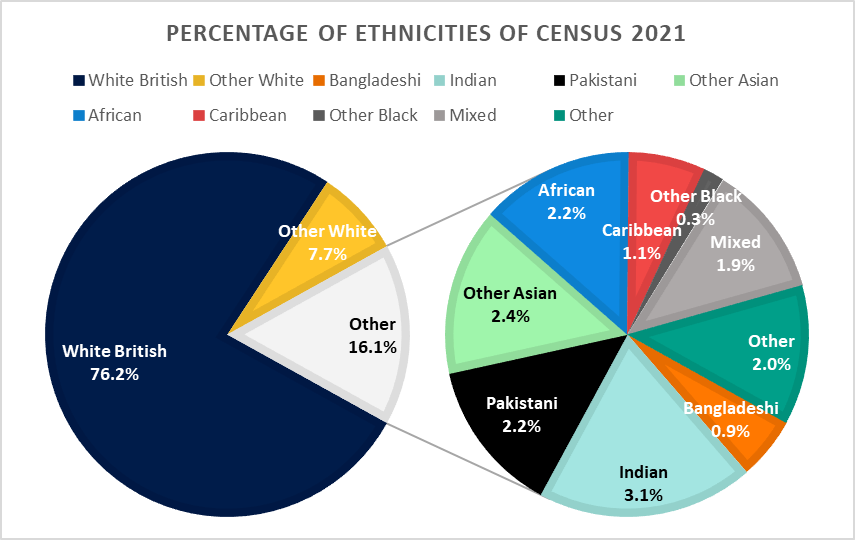 PERCENTAGE OF ETHNICITIES OF CENSUS 2021
White British Other White Bangladeshi Indian Pakistani Other Asian
African Caribbean Other Black Mixed Other
White British
76.2%
Other White
7.7%
Other
16.1%
African
2.2%
Caribbean
1.1%
Other Black
0.3%
Mixed
1.9%
Other Asian
2.4%
Other
2.0%
Pakistani
2.2%
Bangladeshi
0.9%
Indian
3.1%